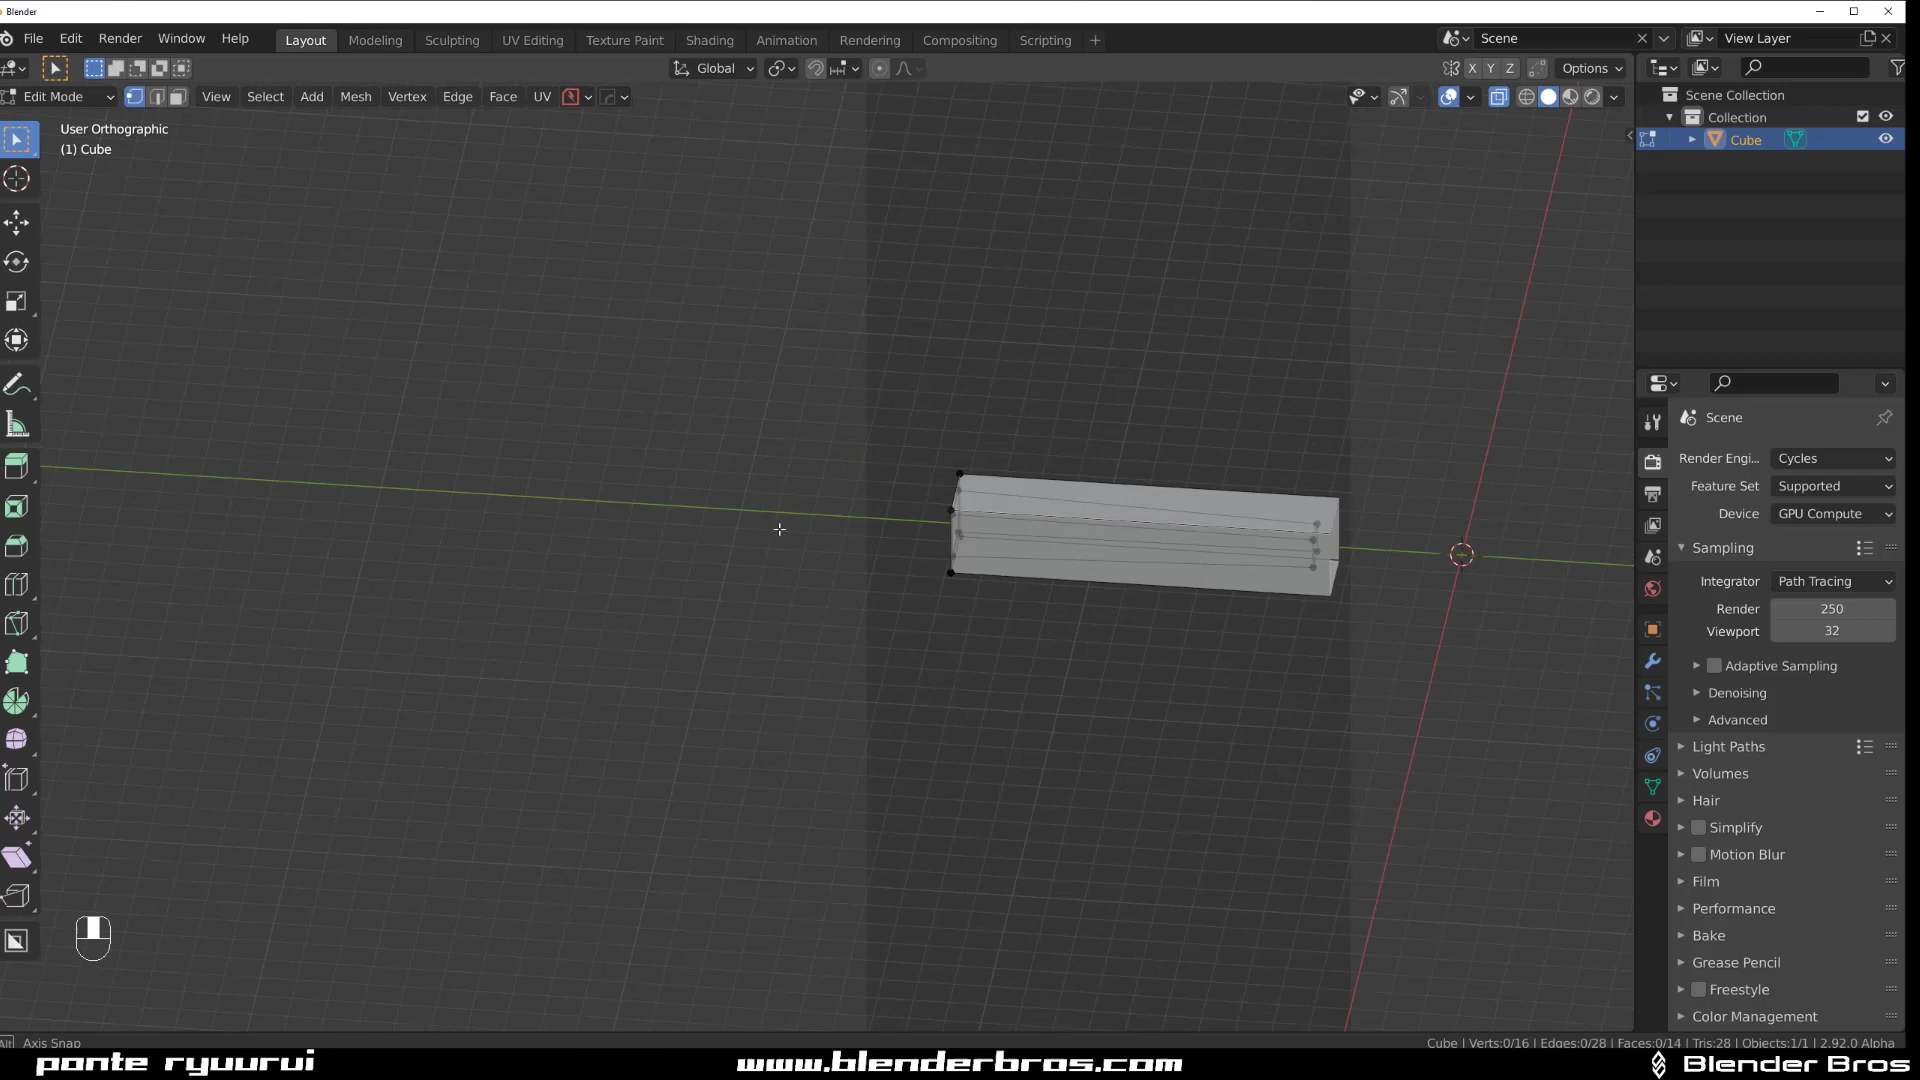 Blender
File Edit Render Window Help Layout Modeling Sculpting UV Editing Texture Paint Shading Animation Rendering Compositing Scripting + Scene View Layer
Global X Y Z Options
Edit Mode View Select Add Mesh Vertex Edge Face UV
User Orthographic
(1) Cube
Scene Collection
Collection
Cube
Scene
Render Engi... Cycles
Feature Set Supported
Device GPU Compute
Sampling
Integrator Path Tracing
Render 250
Viewport 32
Adaptive Sampling
Denoising
Advanced
Light Paths
Volumes
Hair
Simplify
Motion Blur
Film
Performance
Bake
Grease Pencil
Freestyle
Color Management
Alt Axis Snap
Cube | Verts:0/16 | Edges:0/28 | Faces:0/14 | Tris:28 | Objects:1/1 | 2.92.0 Alpha
ponte ryuurui www.blenderbros.com Blender Bros